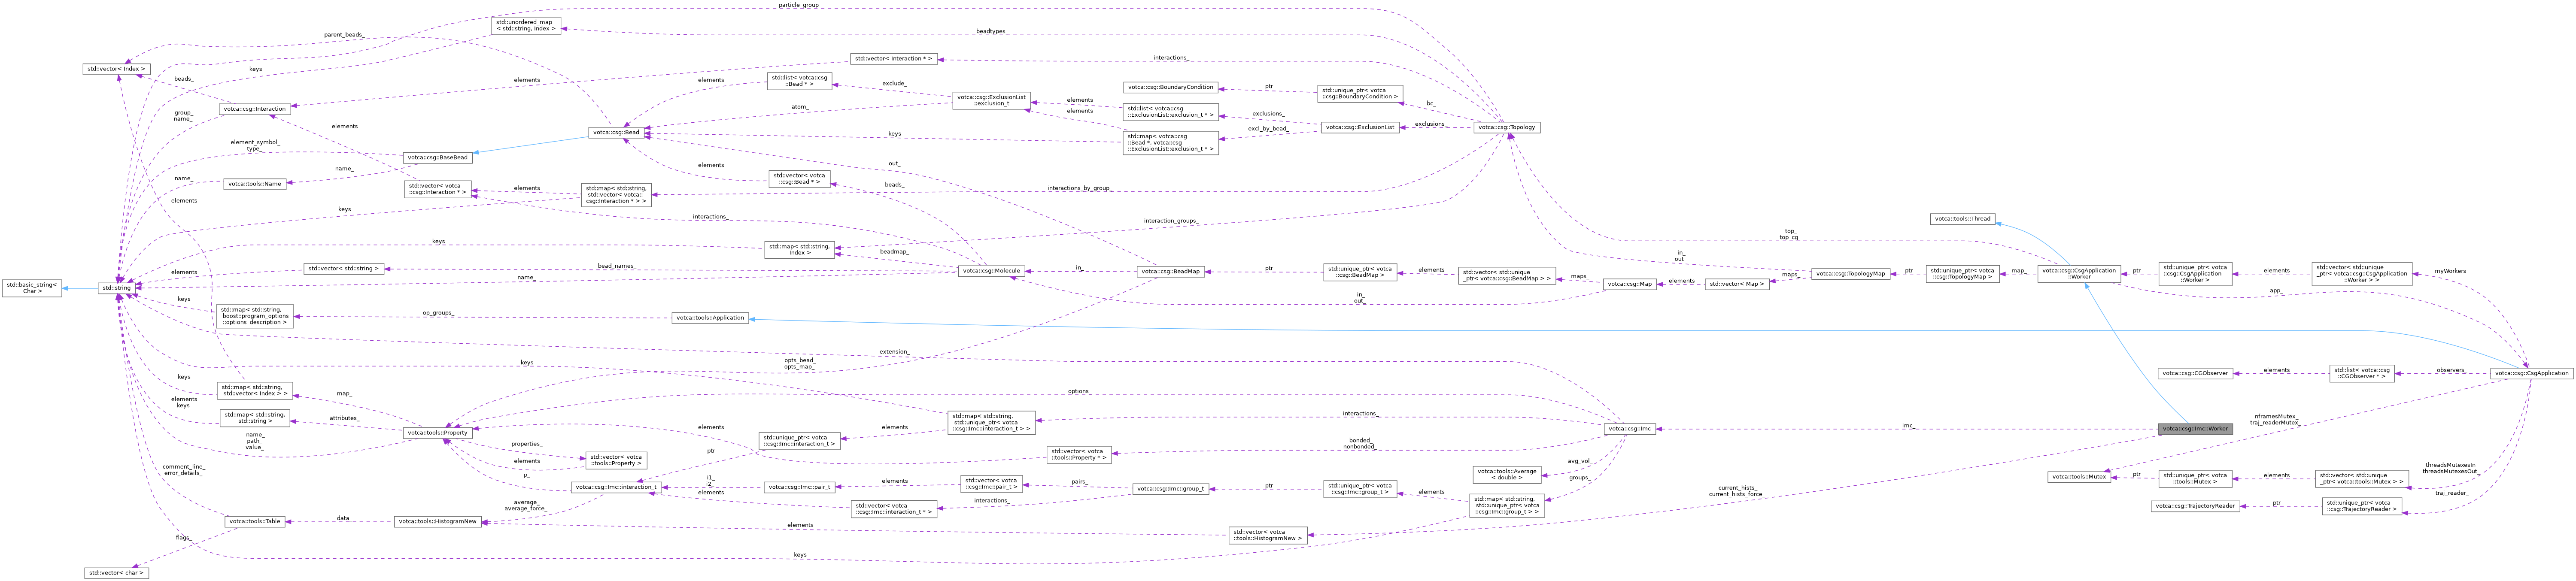 particle_group_
std::unordered_map
< std::string, Index >
parent_beads_
beadtypes_
std::vector< Index >
keys
beads_
std::vector< Interaction * >
interactions_
elements
elements
std::list< votca::csg
::Bead * >
exclude_
votca::csg::BoundaryCondition
ptr
std::unique_ptr< votca
::csg::BoundaryCondition >
bc_
votca::csg::Interaction
group_
name_
elements
atom_
votca::csg::ExclusionList
::exclusion_t
elements
elements
std::list< votca::csg
::ExclusionList::exclusion_t * >
exclusions_
excl_by_bead_
votca::csg::ExclusionList
exclusions_
votca::csg::Topology
votca::csg::Bead
keys
std::map< votca::csg
::Bead *, votca::csg
::ExclusionList::exclusion_t * >
element_symbol_
type_
votca::csg::BaseBead
name_
elements
out_
name_
votca::tools::Name
std::vector< votca
::csg::Interaction * >
elements
std::map< std::string,
std::vector< votca::
csg::Interaction * > >
std::vector< votca
::csg::Bead * >
beads_
interactions_by_group_
elements
keys
interactions_
interaction_groups_
votca::tools::Thread
keys
std::map< std::string,
Index >
beadmap_
top_
top_cg_
in_
out_
elements
std::vector< std::string >
bead_names_
name_
votca::csg::Molecule
in_
votca::csg::BeadMap
ptr
std::unique_ptr< votca
::csg::BeadMap >
elements
std::vector< std::unique
_ptr< votca::csg::BeadMap > >
maps_
votca::csg::Map
elements
std::vector< Map >
maps_
votca::csg::TopologyMap
ptr
std::unique_ptr< votca
::csg::TopologyMap >
map_
votca::csg::CsgApplication
::Worker
ptr
std::unique_ptr< votca
::csg::CsgApplication
::Worker >
elements
std::vector< std::unique
_ptr< votca::csg::CsgApplication
::Worker > >
myWorkers_
std::basic_string<
Char >
std::string
in_
out_
app_
keys
std::map< std::string,
boost::program_options
::options_description >
op_groups_
votca::tools::Application
extension_
keys
opts_bead_
opts_map_
votca::csg::CGObserver
elements
std::list< votca::csg
::CGObserver * >
observers_
votca::csg::CsgApplication
keys
std::map< std::string,
std::vector< Index > >
map_
options_
elements
keys
std::map< std::string,
std::string >
attributes_
std::map< std::string,
std::unique_ptr< votca
::csg::Imc::interaction_t > >
interactions_
nframesMutex_
traj_readerMutex_
name_
path_
value_
votca::tools::Property
properties_
elements
elements
std::unique_ptr< votca
::csg::Imc::interaction_t >
elements
bonded_
nonbonded_
votca::csg::Imc
imc_
votca::csg::Imc::Worker
std::vector< votca
::tools::Property >
ptr
std::vector< votca
::tools::Property * >
avg_vol_
groups_
comment_line_
error_details_
p_
votca::csg::Imc::interaction_t
i1_
i2_
elements
votca::csg::Imc::pair_t
elements
std::vector< votca
::csg::Imc::pair_t >
pairs_
votca::csg::Imc::group_t
ptr
std::unique_ptr< votca
::csg::Imc::group_t >
elements
votca::tools::Average
< double >
std::map< std::string,
std::unique_ptr< votca
::csg::Imc::group_t > >
current_hists_
current_hists_force_
votca::tools::Mutex
ptr
std::unique_ptr< votca
::tools::Mutex >
elements
std::vector< std::unique
_ptr< votca::tools::Mutex > >
threadsMutexesIn_
threadsMutexesOut_
traj_reader_
average_
average_force_
std::vector< votca
::csg::Imc::interaction_t * >
interactions_
votca::csg::TrajectoryReader
ptr
std::unique_ptr< votca
::csg::TrajectoryReader >
votca::tools::Table
data_
votca::tools::HistogramNew
elements
std::vector< votca
::tools::HistogramNew >
flags_
keys
std::vector< char >